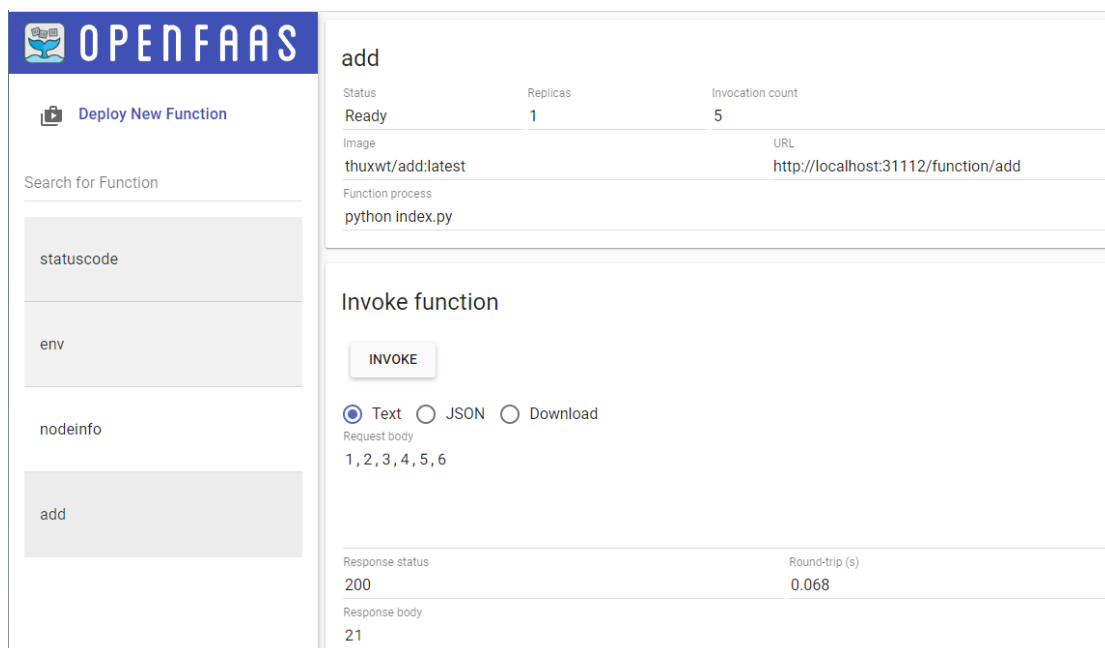 OPENFAAS
Deploy New Function
Search for Function
statuscode
env
nodeinfo
add
add
Status Replicas Invocation count
Ready 1 5
Image URL
thuxwt/add:latest http://localhost:31112/function/add
Function process
python index.py
Invoke function
INVOKE
Text JSON Download
Request body
1,2,3,4,5,6
Response status Round-trip (s)
200 0.068
Response body
21